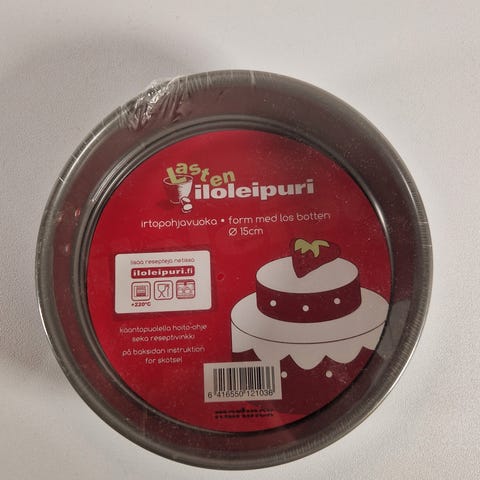 Lasten
iloleipuri
irtopohjavuoka • form med lös botten
Ø 15cm
lisää reseptejä netissä
iloleipuri.fi
+220°C
kääntöpuolella hoito-ohje
seka reseptivinkki
på baksidan instruktion
för skötsel
6 416550 121036
martinex